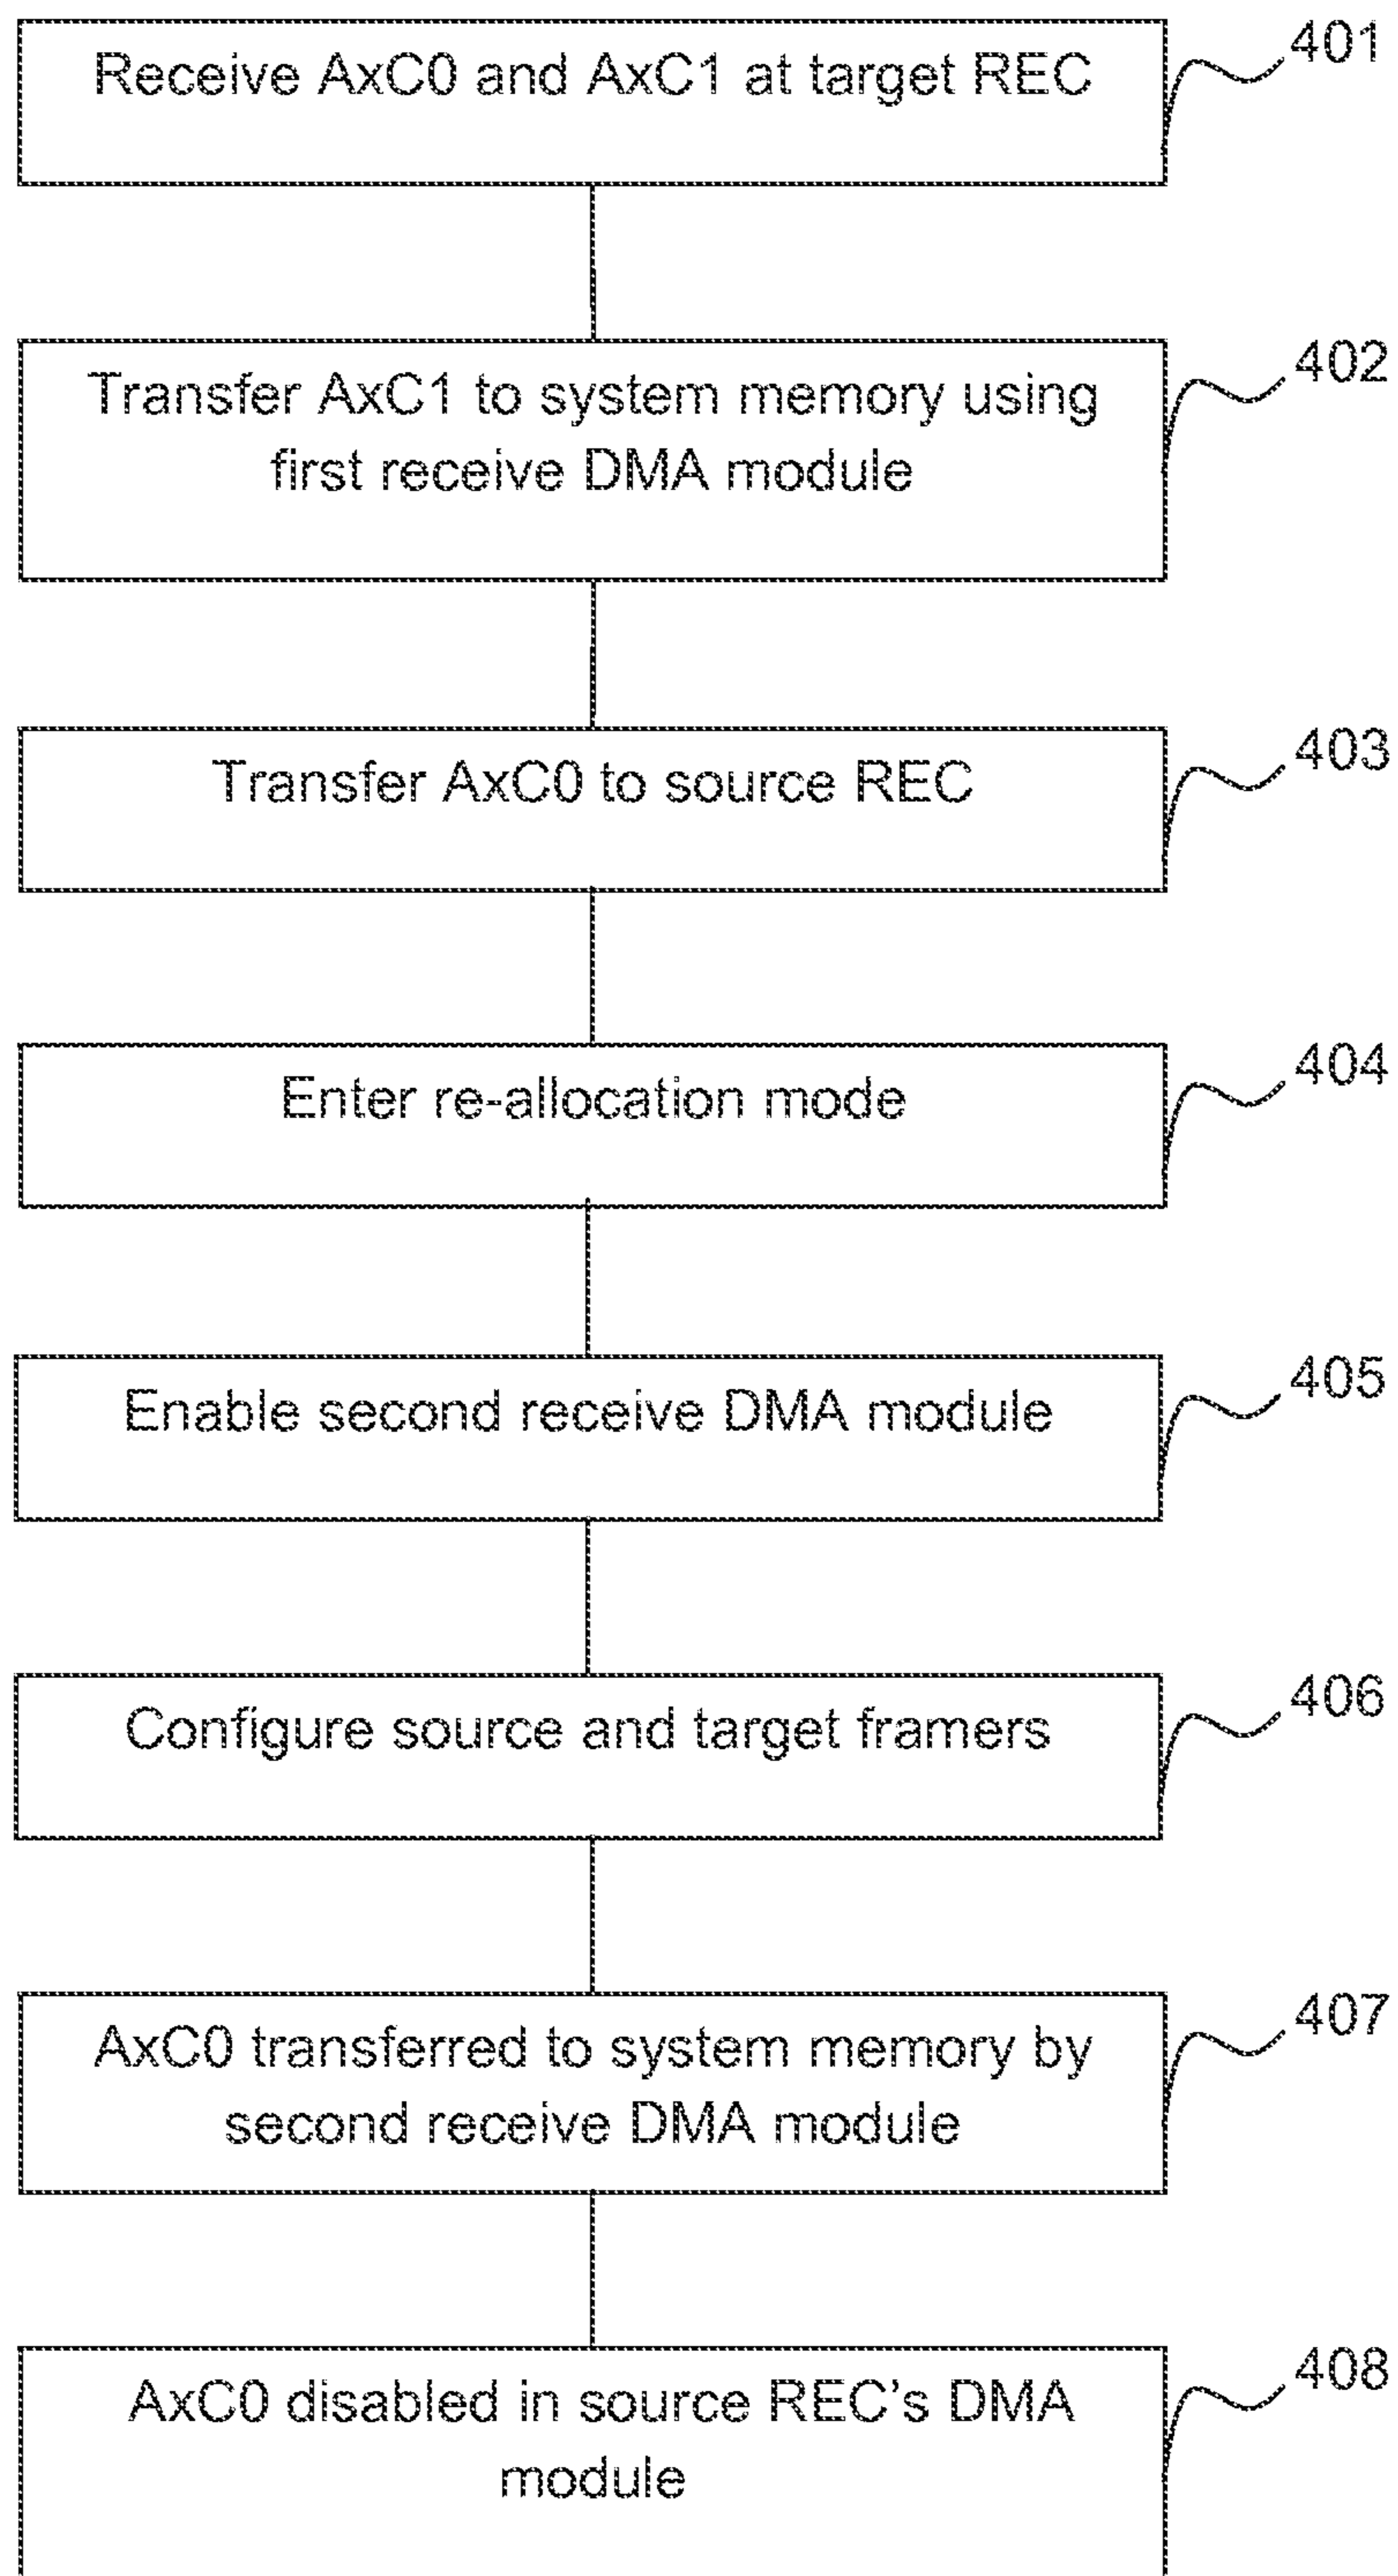 Receive AxC0 and AxC1 at target REC
401
Transfer AxC1 to system memory using
first receive DMA module
402
Transfer AxC0 to source REC
403
Enter re-allocation mode
404
Enable second receive DMA module
405
Configure source and target framers
406
AxC0 transferred to system memory by
second receive DMA module
407
AxC0 disabled in source REC's DMA
module
408